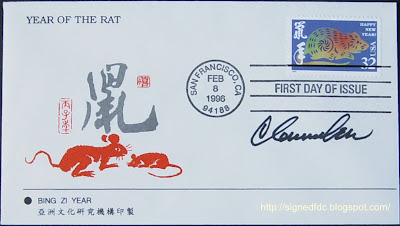 YEAR OF THE RAT
鼠
SAN FRANCISCO, CA
FEB
8
1996
94188
HAPPY
NEW
YEAR!
鼠年
USA
32
FIRST DAY OF ISSUE
BING ZI YEAR
亞洲文化研究機構印製
http://signedfdc.blogspot.com/